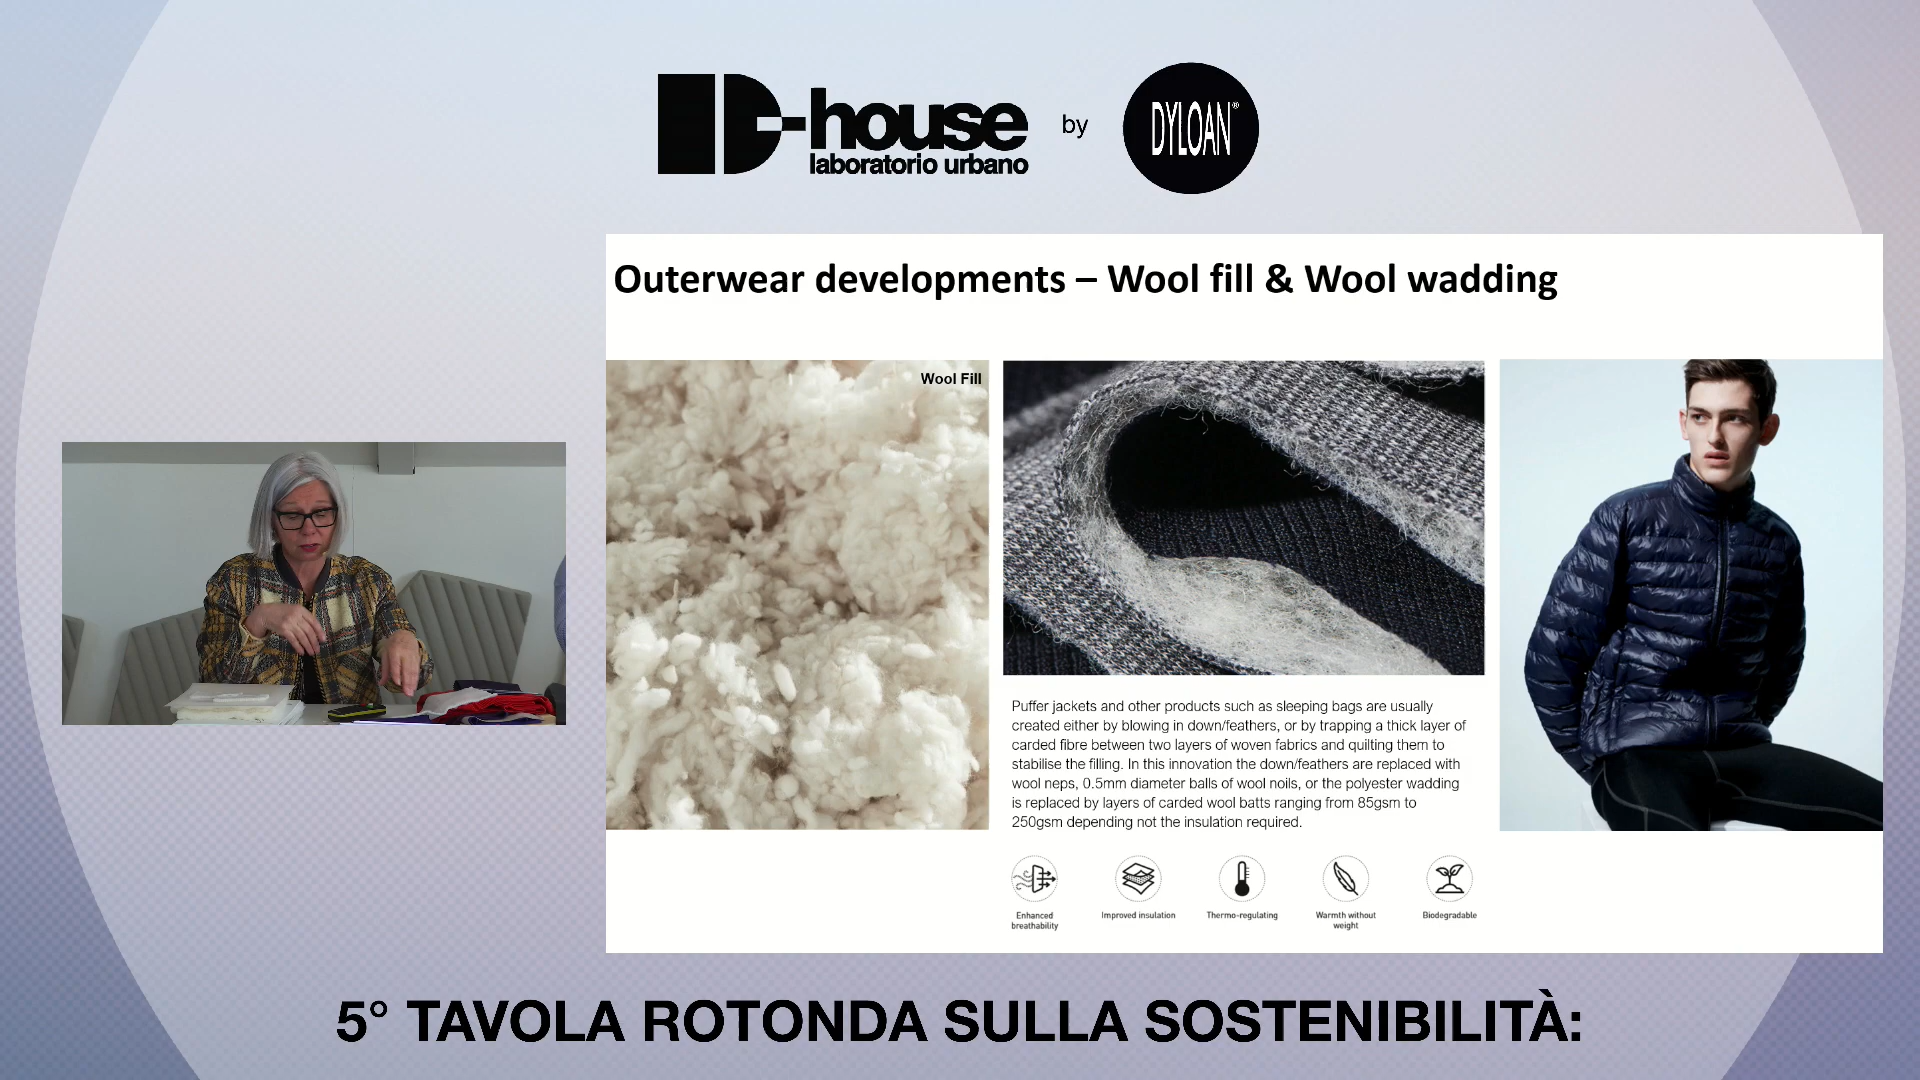 D-house
laboratorio urbano
by
DYLOAN®
Outerwear developments – Wool fill & Wool wadding
Wool Fill
Puffer jackets and other products such as sleeping bags are usually
created either by blowing in down/feathers, or by trapping a thick layer of
carded fibre between two layers of woven fabrics and quilting them to
stabilise the filling. In this innovation the down/feathers are replaced with
wool neps, 0.5mm diameter balls of wool noils, or the polyester wadding
is replaced by layers of carded wool batts ranging from 85gsm to
250gsm depending not the insulation required.
Enhanced
breathability
Improved insulation
Thermo-regulating
Warmth without
weight
Biodegradable
5° TAVOLA ROTONDA SULLA SOSTENIBILITÀ: